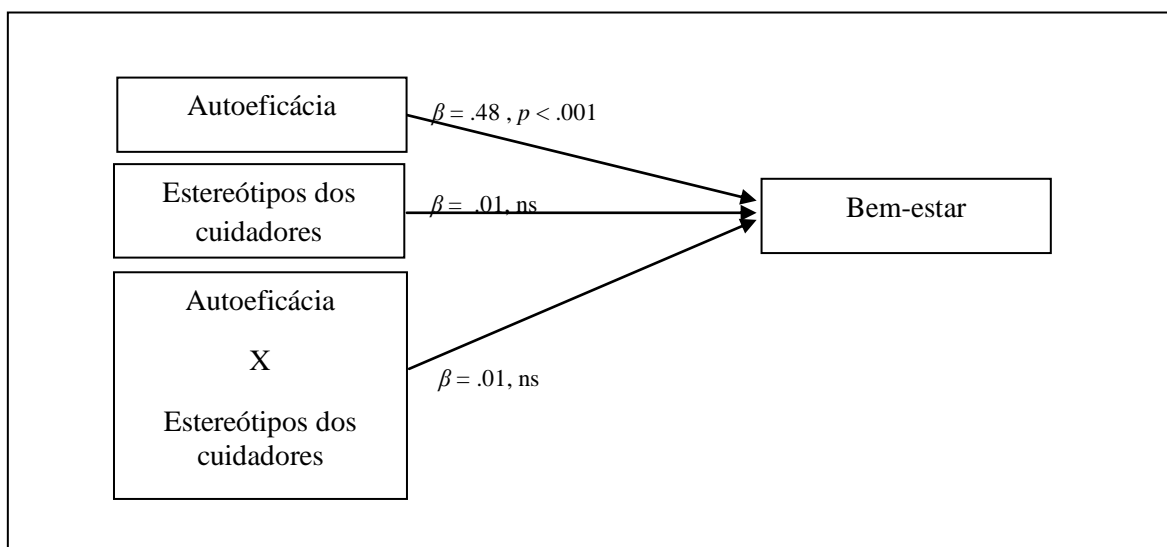 Autoeficácia
β = .48 , p < .001
Estereótipos dos
cuidadores
β = .01, ns
Bem-estar
Autoeficácia
X
Estereótipos dos
cuidadores
β = .01, ns